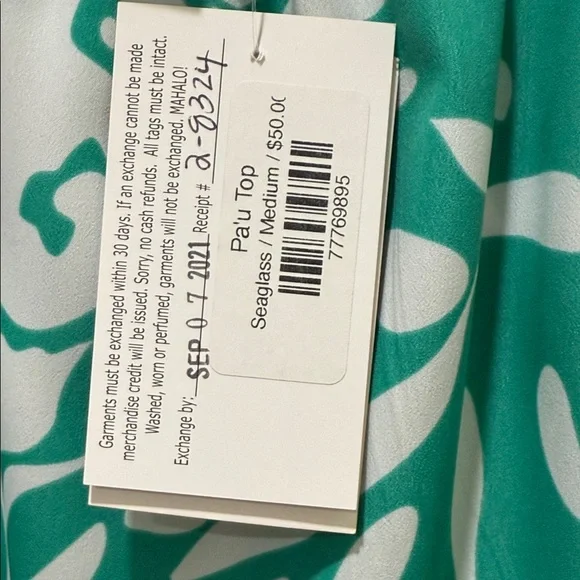 Garments must be exchanged within 30 days. If an exchange cannot be made
merchandise credit will be issued. Sorry, no cash refunds. All tags must be intact.
Washed, worn or perfumed, garments will not be exchanged. MAHALO!
Exchange by: SEP 07 2021 Receipt # 2-8324
Pa'u Top
Seaglass / Medium / $50.00
77769895